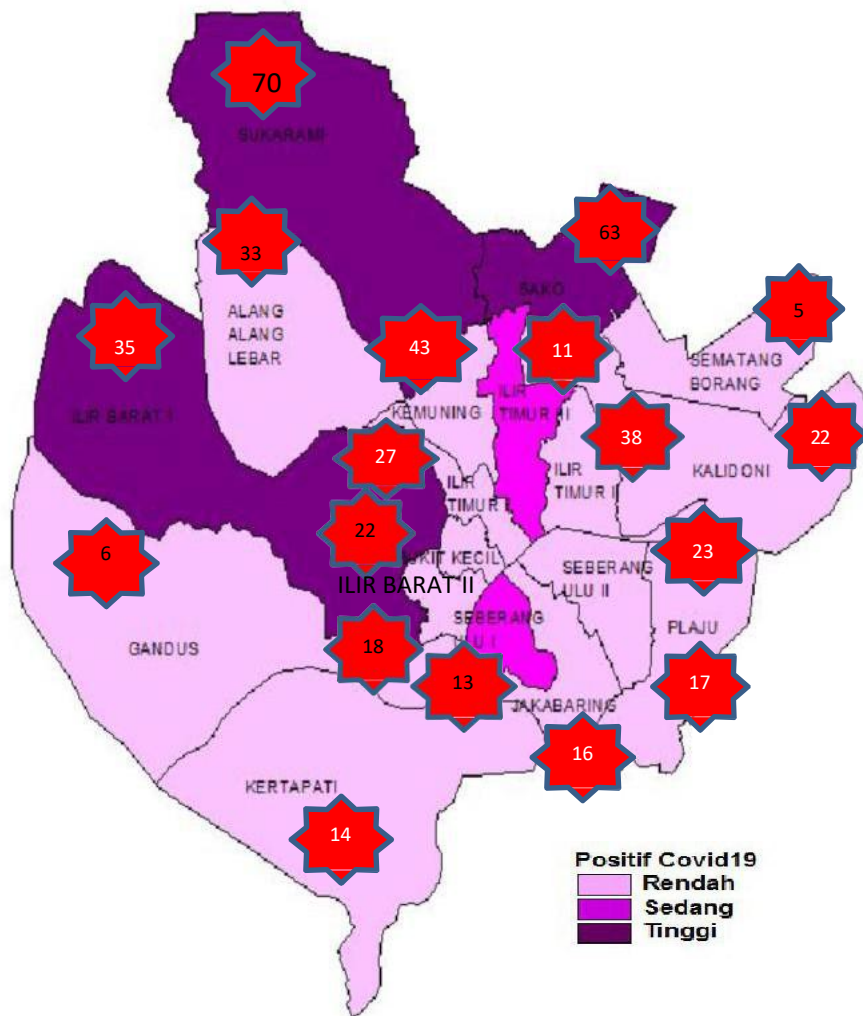 70
SUKARAMI
63
33
SAKO
5
ALANG
ALANG
LEBAR
35
43
11
SEMATANG
BORANG
ILIR
TIMUR III
ILIR BARAT I
KEMUNING
38
22
27
ILIR
TIMUR I
ILIR
TIMUR I
KALIDONI
22
6
KECIL
23
SEBERANG
ULU II
ILIR BARAT II
SEBERANG
ULU I
PLAJU
GANDUS
18
13
17
JAKABARING
16
KERTAPATI
14
Positif Covid19
Rendah
Sedang
Tinggi